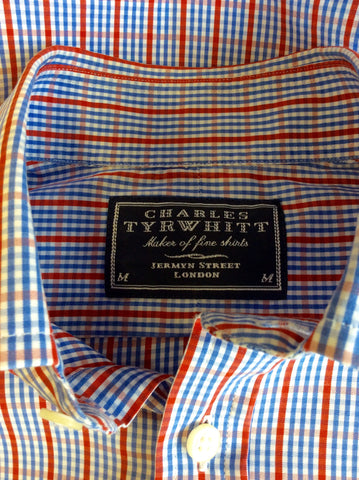 CHARLES
TYRWHITT
Maker of fine shirts
JERMYN STREET
M LONDON M